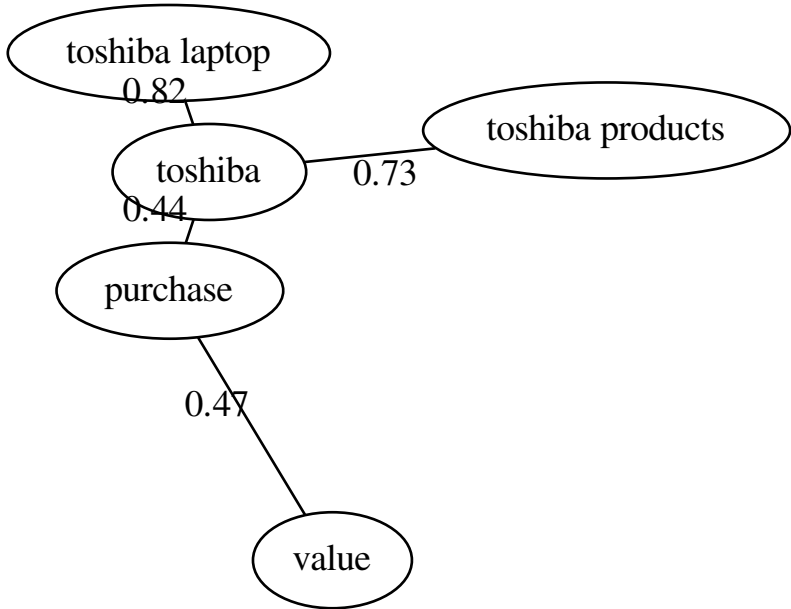 toshiba laptop
0.82
toshiba products
toshiba
0.73
0.44
purchase
0.47
value